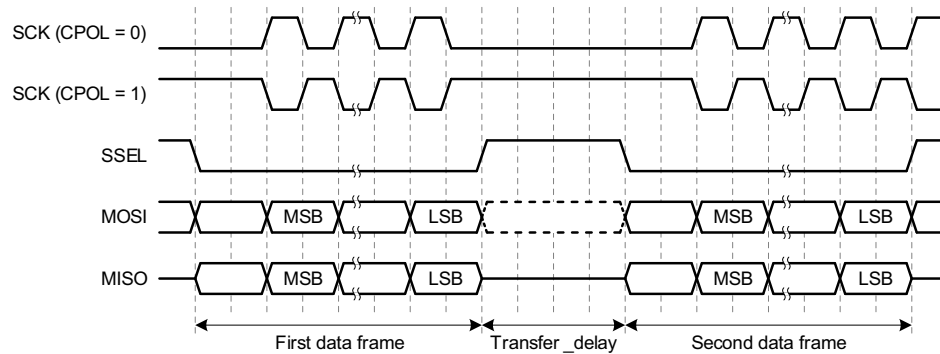 SCK (CPOL = 0)
SCK (CPOL = 1)
SSEL
MOSI MSB LSB MSB LSB
MISO MSB LSB MSB LSB
First data frame Transfer _delay Second data frame